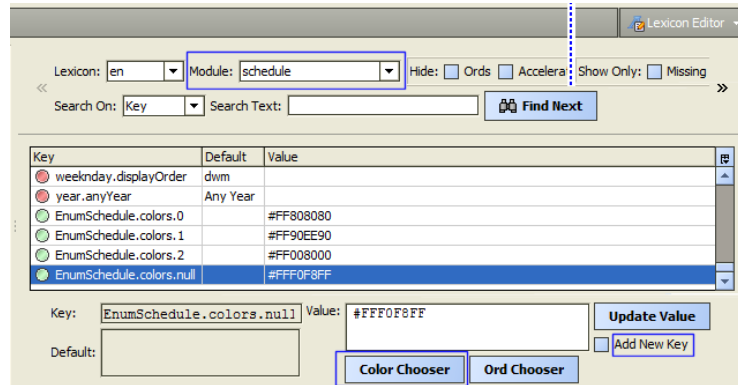 Lexicon Editor
Lexicon: en Module: schedule Hide: Ords Accelera Show Only: Missing
Search On: Key Search Text: Find Next
Key Default Value
weeknday.displayOrder dwm
year.anyYear Any Year
EnumSchedule.colors.0 #FF808080
EnumSchedule.colors.1 #FF90EE90
EnumSchedule.colors.2 #FF008000
EnumSchedule.colors.null #FFF0F8FF
Key: EnumSchedule.colors.null Value: #FFF0F8FF Update Value
Add New Key
Default:
Color Chooser Ord Chooser